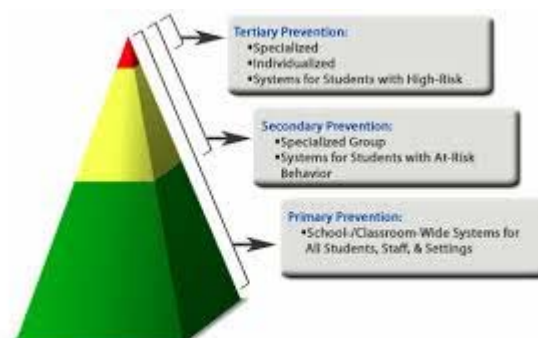 Tertiary Prevention:
•Specialized
•Individualized
•Systems for Students with High-Risk
Secondary Prevention:
•Specialized Group
•Systems for Students with At-Risk
Behavior
Primary Prevention:
•School-/Classroom-Wide Systems for
All Students, Staff, & Settings